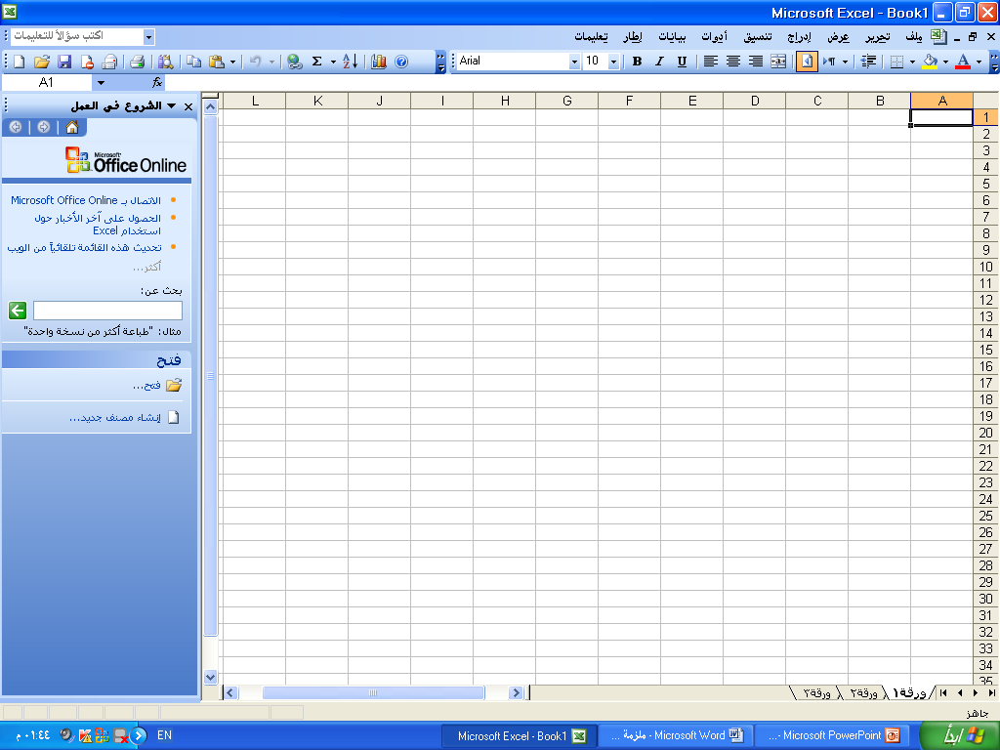 Microsoft Excel - Book1
ملف تحرير عرض إدراج تنسيق أدوات بيانات إطار تعليمات
اكتب سؤالاً للتعليمات
Arial 10 B I U
A1 fx
الشروع في العمل
Microsoft Office Online
الاتصال بـ Microsoft Office Online
الحصول على آخر الأخبار حول
استخدام Excel
تحديث هذه القائمة تلقائياً من الويب
أكثر...
بحث عن:
مثال: "طباعة أكثر من نسخة واحدة"
فتح
فتح...
إنشاء مصنف جديد...
L K J I H G F E D C B A
1
2
3
4
5
6
7
8
9
10
11
12
13
14
15
16
17
18
19
20
21
22
23
24
25
26
27
28
29
30
31
32
33
34
35
ورقة١ ورقة٢ ورقة٣
جاهز
ابدأ
Microsoft PowerPoint -...
ملزمة - Microsoft Word ...
Microsoft Excel - Book1
EN
٠١:٤٤ م